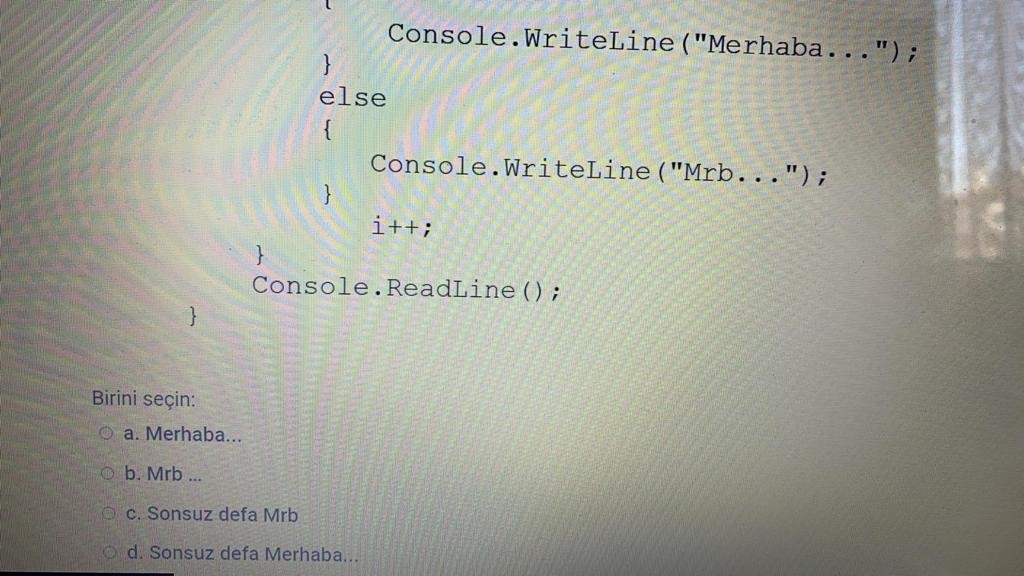 {
Console.WriteLine("Merhaba...");
}
else
{
Console.WriteLine("Mrb...");
}
i++;
}
Console.ReadLine();
}
Birini seçin:
a. Merhaba...
b. Mrb ...
c. Sonsuz defa Mrb
d. Sonsuz defa Merhaba...